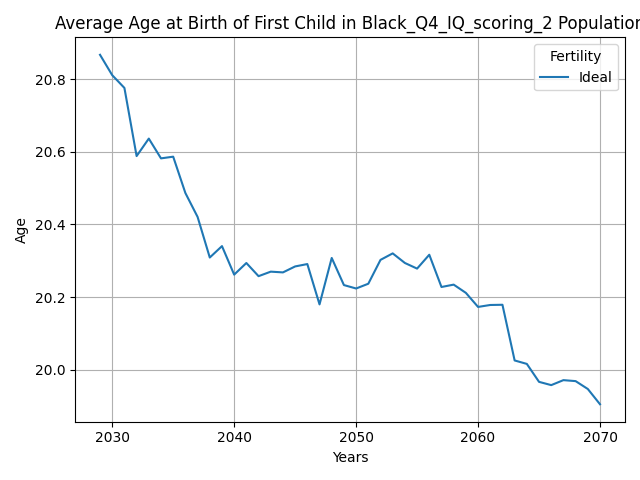 Average Age at Birth of First Child in Black_Q4_IQ_scoring_2 Population
Fertility
Ideal
Age
20.8
20.6
20.4
20.2
20.0
2030 2040 2050 2060 2070
Years